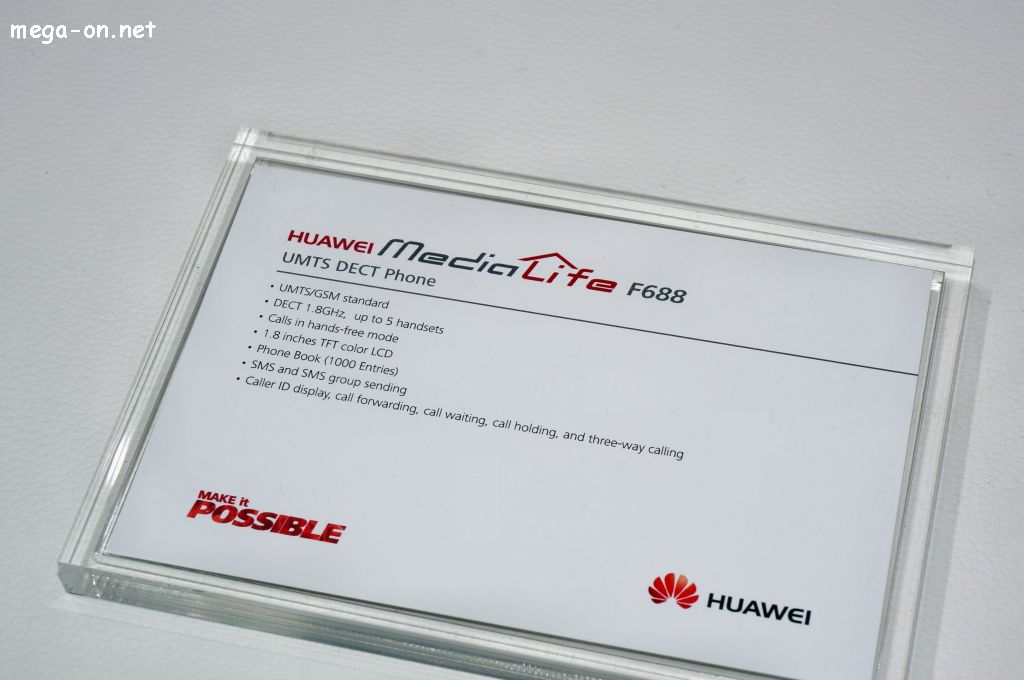 mega-on.net
HUAWEI MediaLife F688
UMTS DECT Phone
• UMTS/GSM standard
• DECT 1.8GHz, up to 5 handsets
• Calls in hands-free mode
• 1.8 inches TFT color LCD
• Phone Book (1000 Entries)
• SMS and SMS group sending
• Caller ID display, call forwarding, call waiting, call holding, and three-way calling
MAKE it
POSSIBLE
HUAWEI